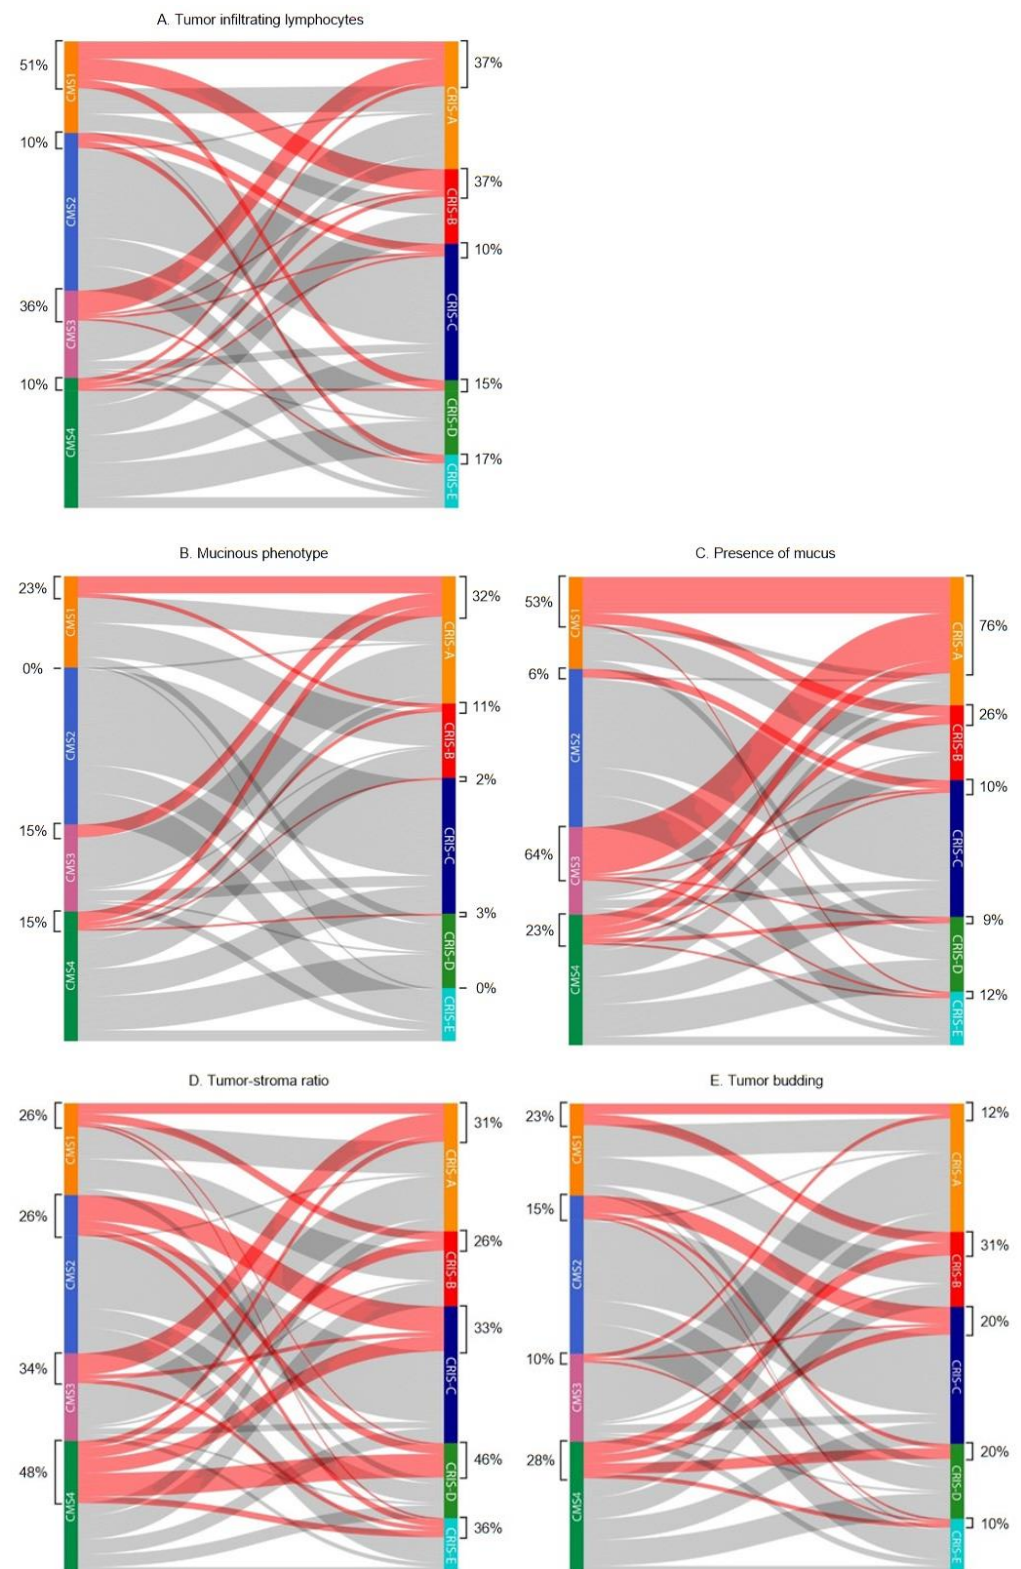 A. Tumor infiltrating lymphocytes
51%
10%
36%
10%
CMS1
CMS2
CMS3
CMS4
CRIS-A
CRIS-B
CRIS-C
CRIS-D
CRIS-E
37%
37%
10%
15%
17%
B. Mucinous phenotype
23%
0%
15%
15%
CMS1
CMS2
CMS3
CMS4
CRIS-A
CRIS-B
CRIS-C
CRIS-D
CRIS-E
32%
11%
2%
3%
0%
C. Presence of mucus
53%
6%
64%
23%
CMS1
CMS2
CMS3
CMS4
CRIS-A
CRIS-B
CRIS-C
CRIS-D
CRIS-E
76%
26%
10%
9%
12%
D. Tumor-stroma ratio
26%
26%
34%
48%
CMS1
CMS2
CMS3
CMS4
CRIS-A
CRIS-B
CRIS-C
CRIS-D
CRIS-E
31%
26%
33%
46%
36%
E. Tumor budding
23%
15%
10%
28%
CMS1
CMS2
CMS3
CMS4
CRIS-A
CRIS-B
CRIS-C
CRIS-D
CRIS-E
12%
31%
20%
20%
10%